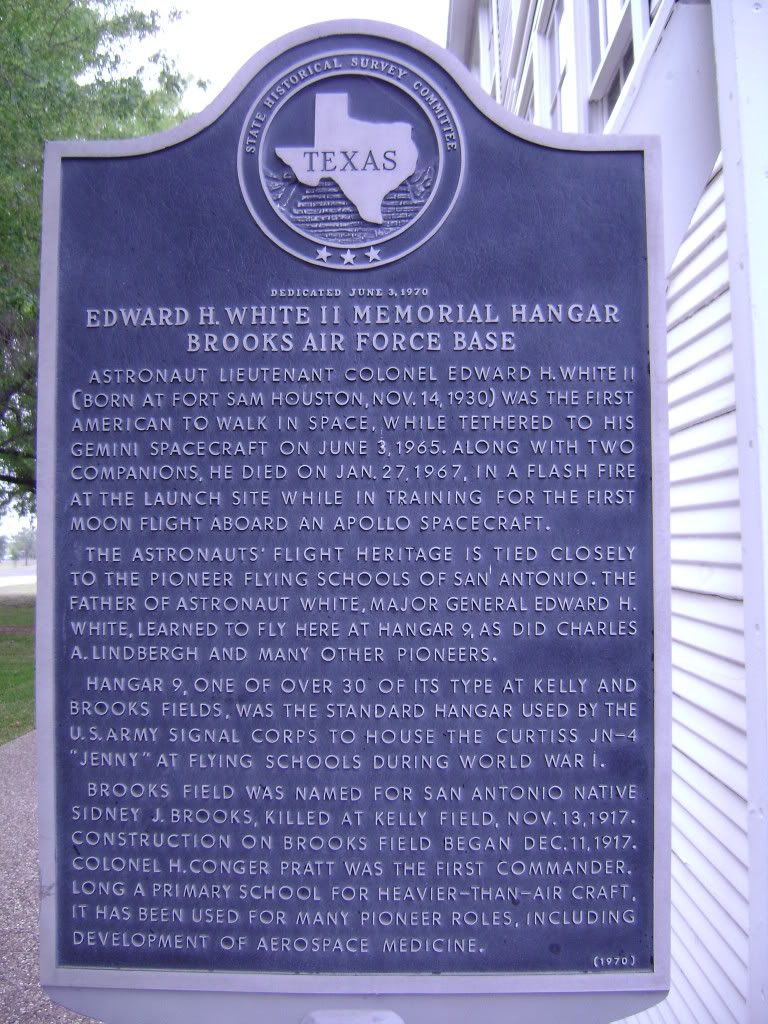 STATE HISTORICAL SURVEY COMMITTEE
TEXAS
DEDICATED JUNE 3, 1970
EDWARD H. WHITE II MEMORIAL HANGAR
BROOKS AIR FORCE BASE
ASTRONAUT LIEUTENANT COLONEL EDWARD H. WHITE II
(BORN AT FORT SAM HOUSTON, NOV. 14, 1930) WAS THE FIRST
AMERICAN TO WALK IN SPACE, WHILE TETHERED TO HIS
GEMINI SPACECRAFT ON JUNE 3, 1965. ALONG WITH TWO
COMPANIONS, HE DIED ON JAN. 27, 1967, IN A FLASH FIRE
AT THE LAUNCH SITE WHILE IN TRAINING FOR THE FIRST
MOON FLIGHT ABOARD AN APOLLO SPACECRAFT.
THE ASTRONAUTS' FLIGHT HERITAGE IS TIED CLOSELY
TO THE PIONEER FLYING SCHOOLS OF SAN ANTONIO. THE
FATHER OF ASTRONAUT WHITE, MAJOR GENERAL EDWARD H.
WHITE, LEARNED TO FLY HERE AT HANGAR 9, AS DID CHARLES
A. LINDBERGH AND MANY OTHER PIONEERS.
HANGAR 9, ONE OF OVER 30 OF ITS TYPE AT KELLY AND
BROOKS FIELDS, WAS THE STANDARD HANGAR USED BY THE
U.S. ARMY SIGNAL CORPS TO HOUSE THE CURTISS JN-4
"JENNY" AT FLYING SCHOOLS DURING WORLD WAR I.
BROOKS FIELD WAS NAMED FOR SAN ANTONIO NATIVE
SIDNEY J. BROOKS, KILLED AT KELLY FIELD, NOV. 13, 1917.
CONSTRUCTION ON BROOKS FIELD BEGAN DEC. 11, 1917.
COLONEL H. CONGER PRATT WAS THE FIRST COMMANDER.
LONG A PRIMARY SCHOOL FOR HEAVIER-THAN-AIR CRAFT,
IT HAS BEEN USED FOR MANY PIONEER ROLES, INCLUDING
DEVELOPMENT OF AEROSPACE MEDICINE.
(1970)